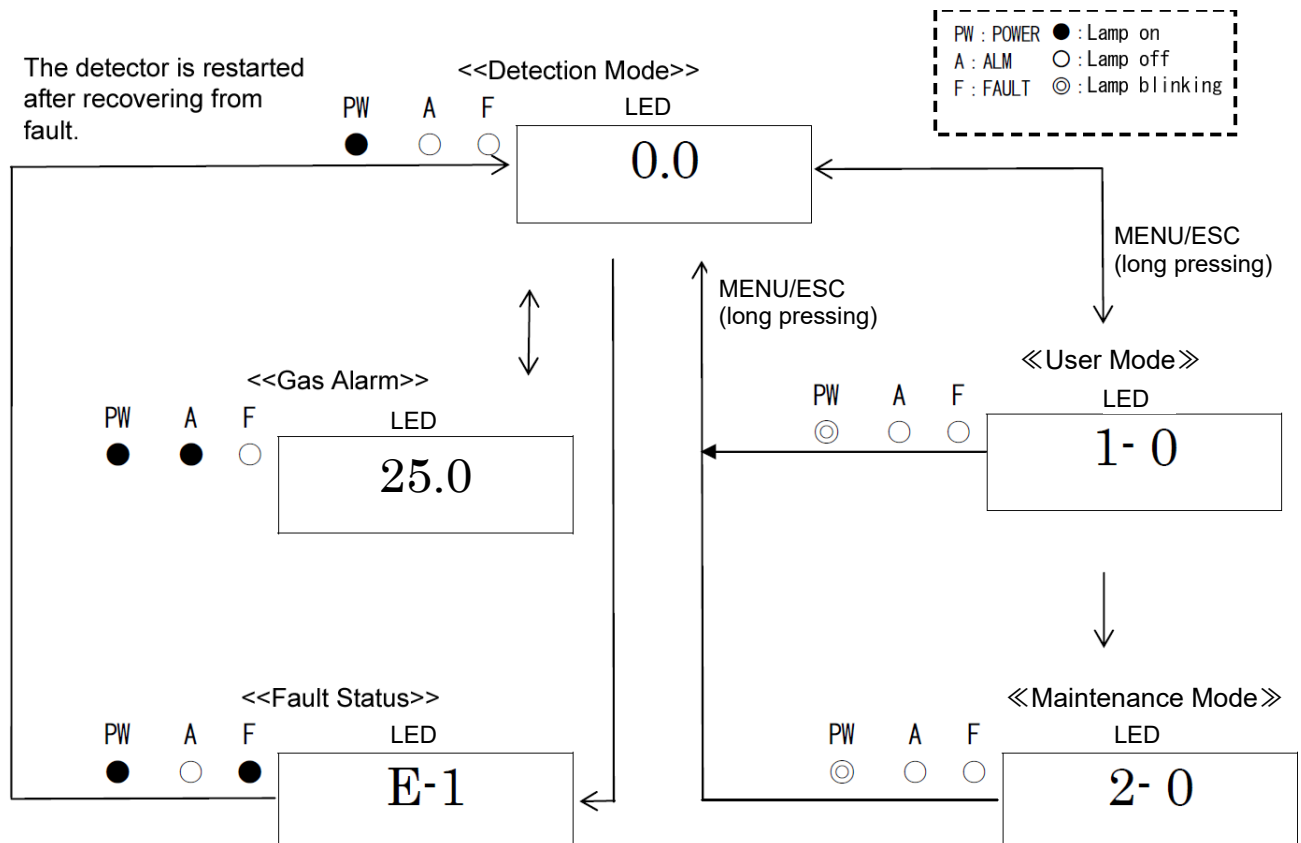 PW : POWER ● : Lamp on
A : ALM ○ : Lamp off
F : FAULT ◎ : Lamp blinking
The detector is restarted
after recovering from
fault.
<<Detection Mode>>
PW A F
LED
0.0
MENU/ESC
(long pressing)
MENU/ESC
(long pressing)
<<Gas Alarm>>
PW A F
LED
25.0
≪User Mode≫
PW A F
LED
1- 0
<<Fault Status>>
PW A F
LED
E-1
≪Maintenance Mode≫
PW A F
LED
2- 0